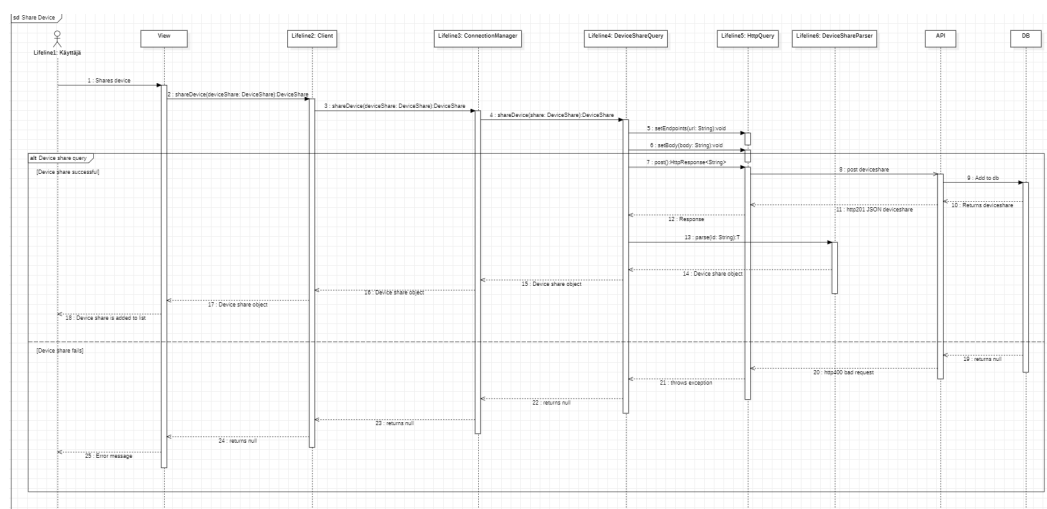 sd Share Device
Lifeline1: Käyttäjä
View
Lifeline2: Client
Lifeline3: ConnectionManager
Lifeline4: DeviceShareQuery
Lifeline5: HttpQuery
Lifeline6: DeviceShareParser
API
DB
1 : Shares device
2 : shareDevice(deviceShare: DeviceShare):DeviceShare
3 : shareDevice(deviceShare: DeviceShare):DeviceShare
4 : shareDevice(share: DeviceShare):DeviceShare
5 : setEndpoints(url: String):void
6 : setBody(body: String):void
alt Device share query
[Device share successful]
7 : post():HttpResponse<String>
8 : post deviceshare
9 : Add to db
10 : Returns deviceshare
11 : http201 JSON deviceshare
12 : Response
13 : parse(id: String):T
14 : Device share object
15 : Device share object
16 : Device share object
17 : Device share object
18 : Device share is added to list
[Device share fails]
19 : returns null
20 : http400 bad request
21 : throws exception
22 : returns null
23 : returns null
24 : returns null
25 : Error message